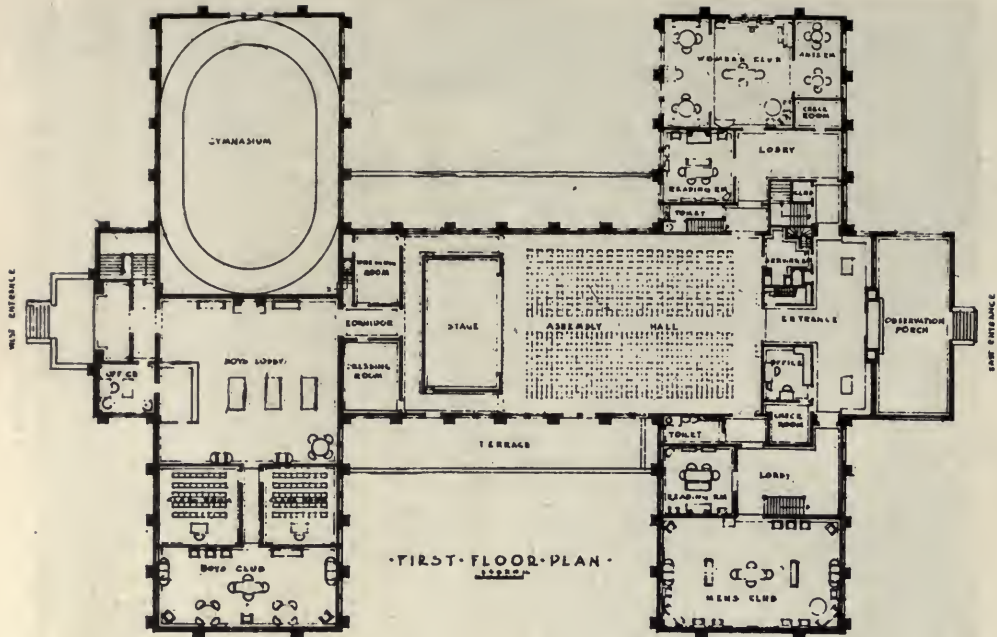 GYMNASIUM
WOMEN'S CLUB
CHECK ROOM
LOBBY
READING RM
TOILET
WEST ENTRANCE
ROOM
CORRIDOR
STAGE
ASSEMBLY HALL
ENTRANCE
OBSERVATION PORCH
EAST ENTRANCE
OFFICE
BOYS LOBBY
DRESSING ROOM
OFFICE
CHECK ROOM
TERRACE
TOILET
READING RM
LOBBY
BOYS CLUB
·FIRST·FLOOR·PLAN·
MENS CLUB